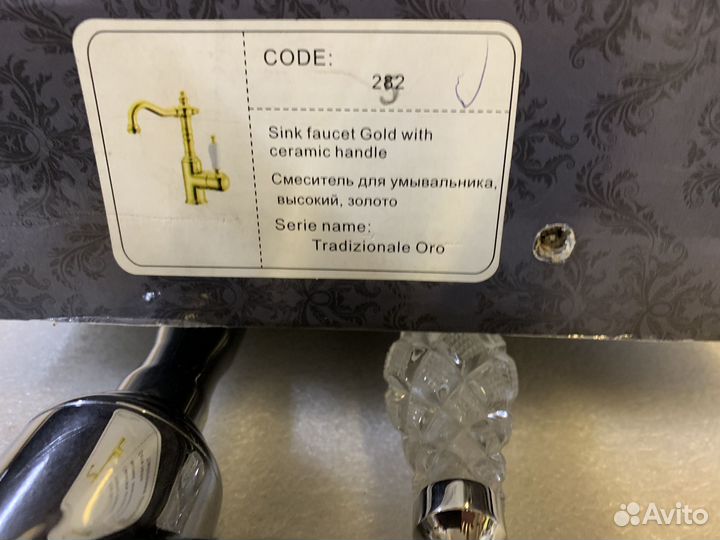 CODE:
282
Sink faucet Gold with
ceramic handle
Смеситель для умывальника,
высокий, золото
Serie name:
Tradizionale Oro
Avito